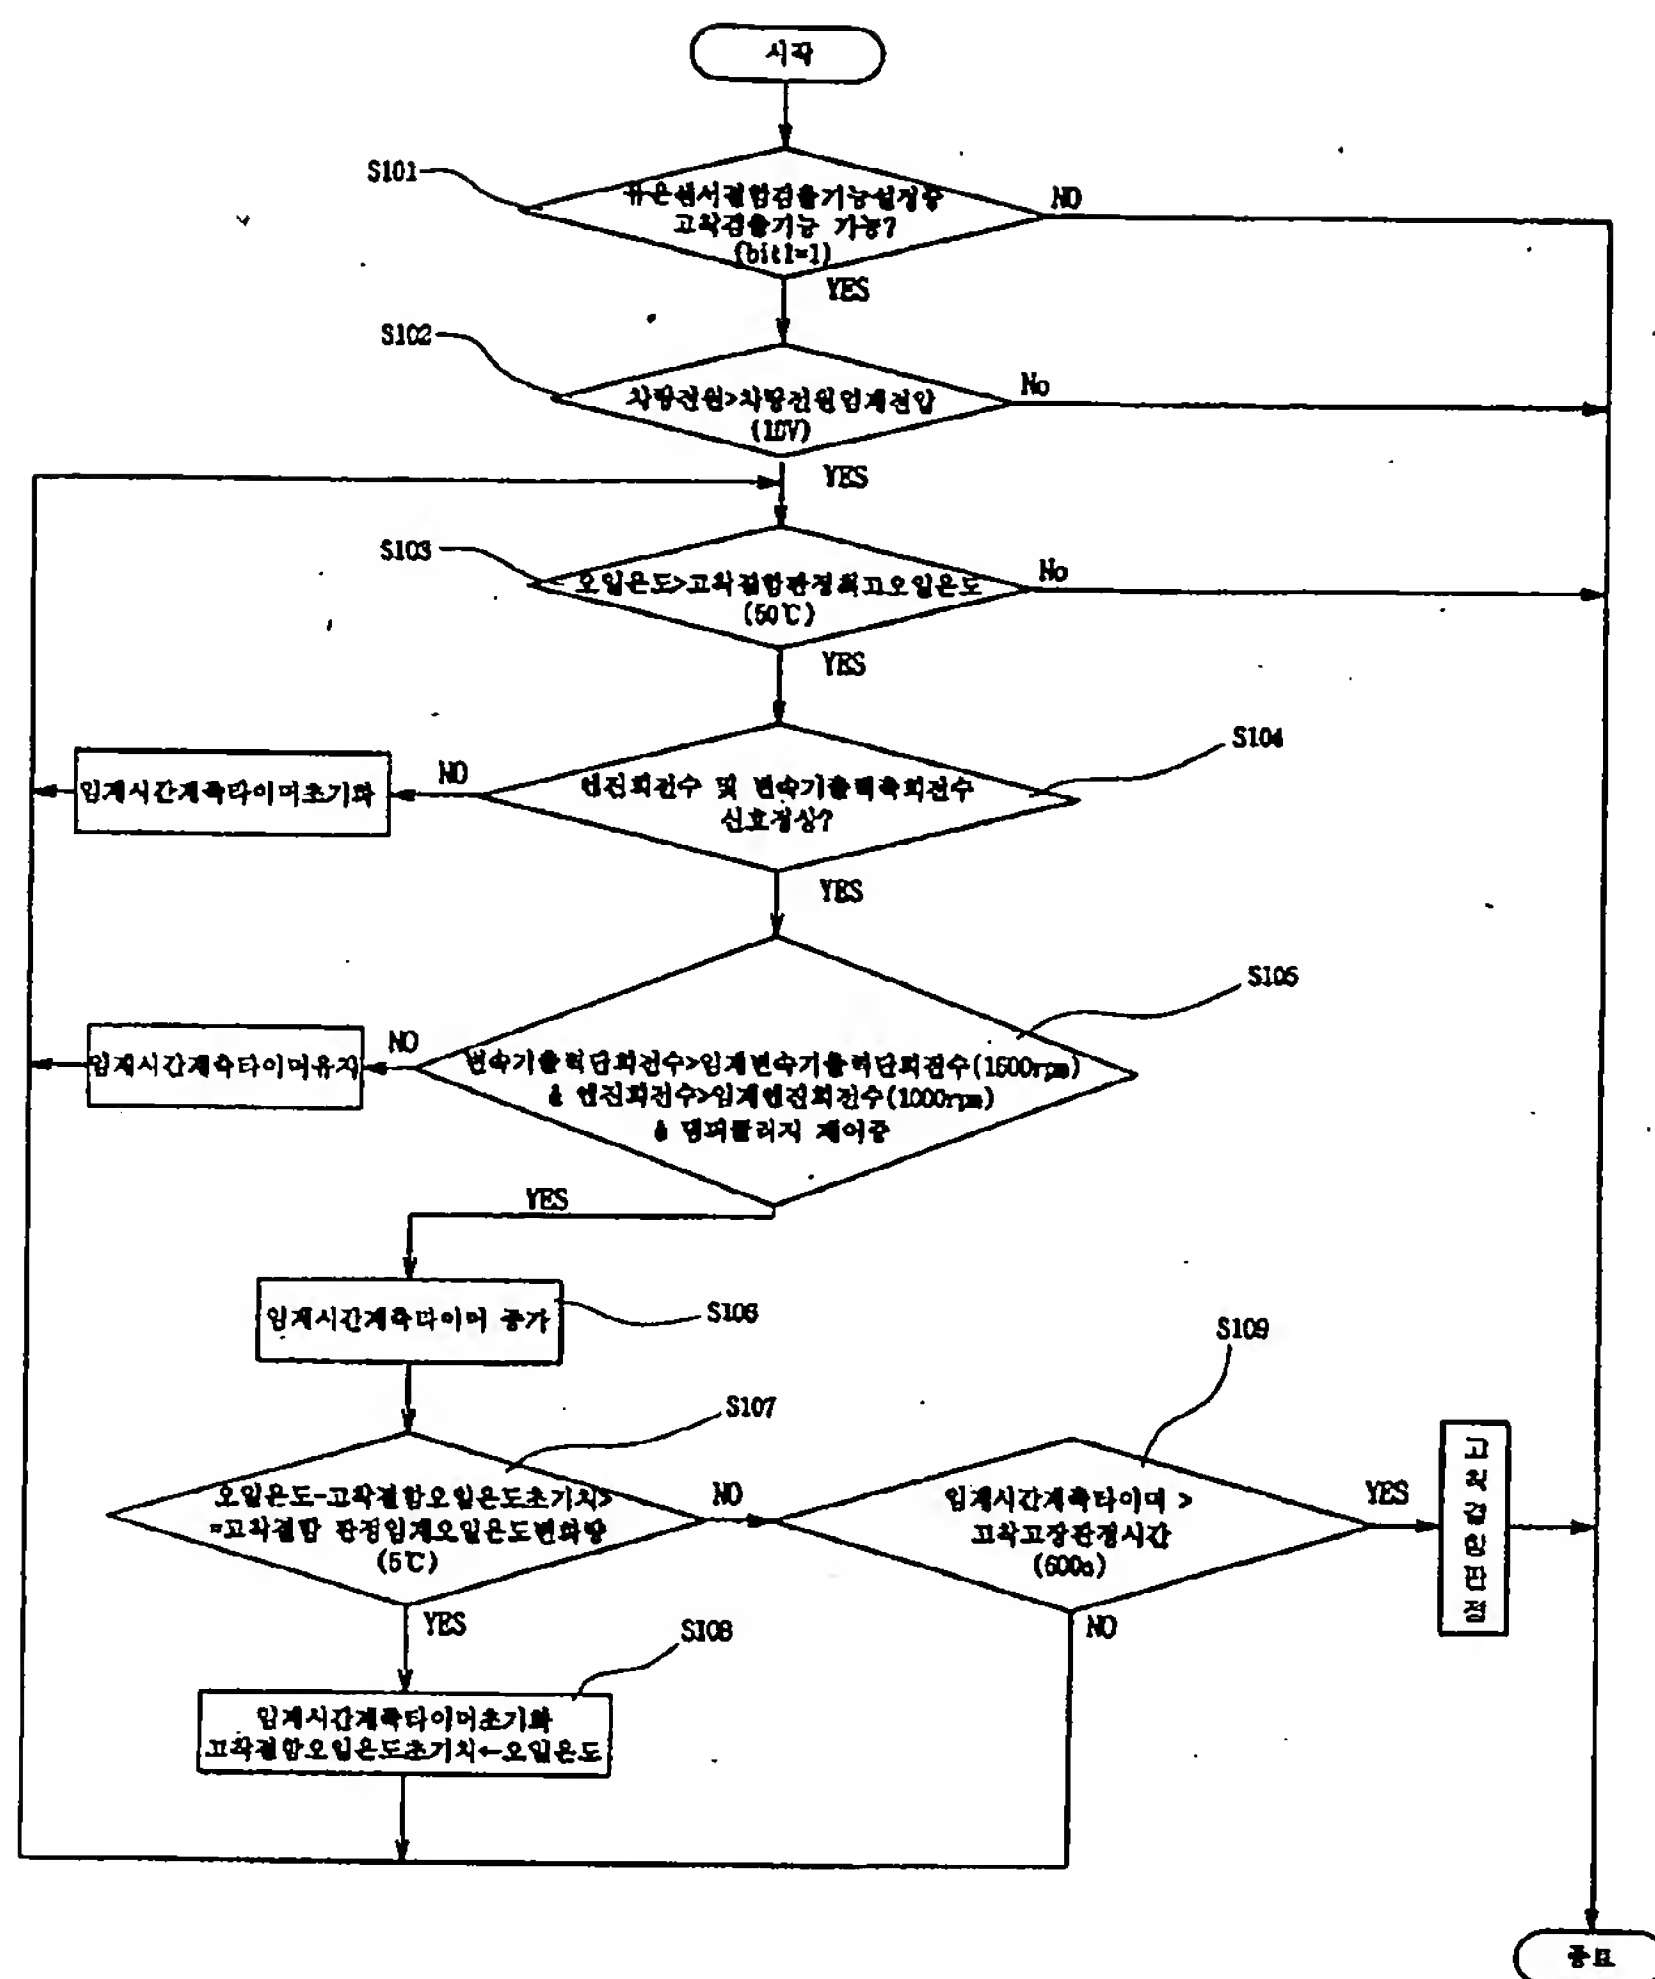 시작
S101
유온센서결함검출기능설정중
고착검출기능 가능?
(bit1=1)
NO
YES
S102
차량전원>차량전원임계전압
(10V)
No
YES
S103
오일온도>고착결함판정최고오일온도
(50℃)
No
YES
S104
엔진회전수 및 변속기출력축회전수
신호정상?
NO
임계시간계측타이머초기화
YES
S105
변속기출력단회전수>임계변속기출력단회전수(1500rpm)
& 엔진회전수>임계엔진회전수(1000rpm)
& 댐퍼클러치 제어중
NO
임계시간계측타이머유지
YES
임계시간계측타이머 증가
S106
S109
S107
오일온도-고착결함오일온도초기치>
=고착결함 판정임계오일온도변화량
(5℃)
NO
임계시간계측타이머 >
고착고장판정시간
(600s)
YES
고착결함판정
YES
NO
S108
임계시간계측타이머초기화
고착결함오일온도초기치←오일온도
종료